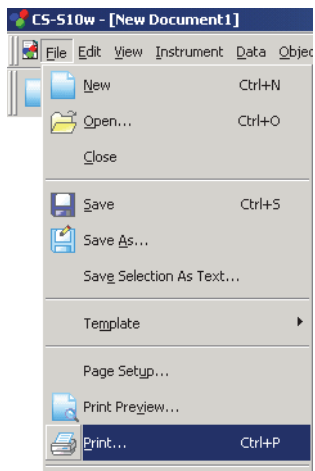 CS-S10w - [New Document1]
File Edit View Instrument Data Objec
New Ctrl+N
Open... Ctrl+O
Close
Save Ctrl+S
Save As...
Save Selection As Text...
Template
Page Setup...
Print Preview...
Print... Ctrl+P